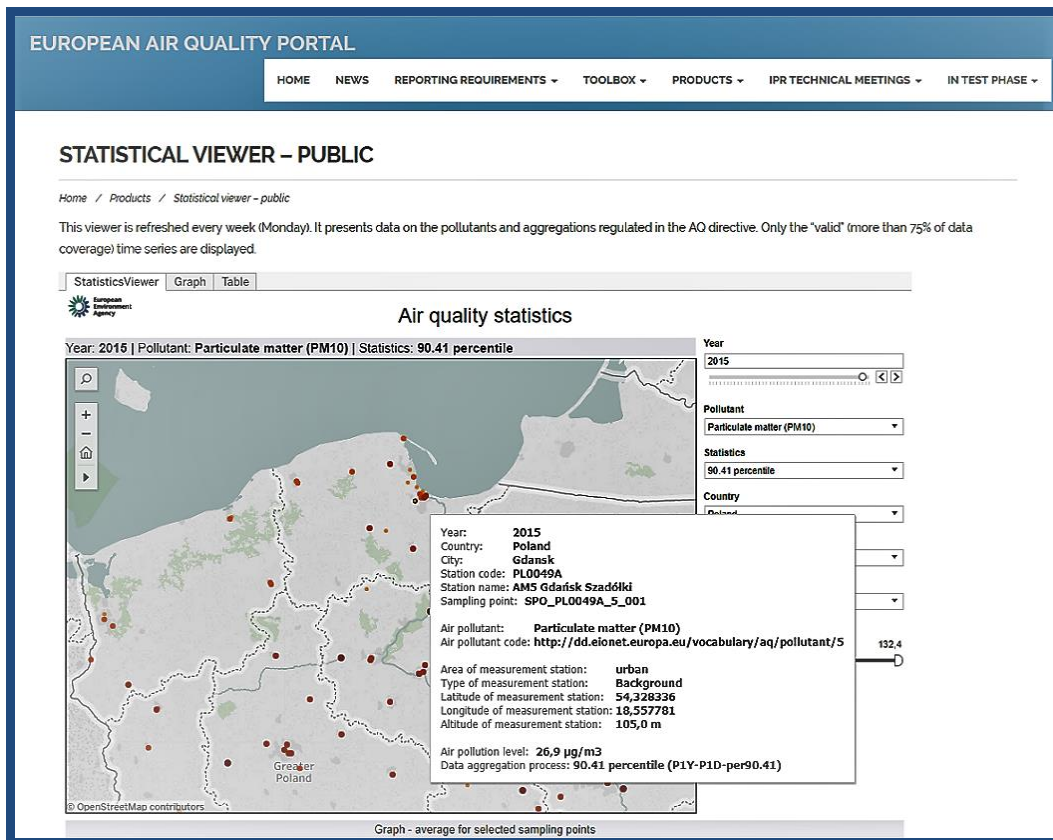 EUROPEAN AIR QUALITY PORTAL
HOME NEWS REPORTING REQUIREMENTS TOOLBOX PRODUCTS IPR TECHNICAL MEETINGS IN TEST PHASE
STATISTICAL VIEWER – PUBLIC
Home / Products / Statistical viewer – public
This viewer is refreshed every week (Monday). It presents data on the pollutants and aggregations regulated in the AQ directive. Only the "valid" (more than 75% of data
coverage) time series are displayed.
StatisticsViewer Graph Table
European
Environment
Agency
Air quality statistics
Year: 2015 | Pollutant: Particulate matter (PM10) | Statistics: 90.41 percentile
Year
2015
Pollutant
Particulate matter (PM10)
Statistics
90.41 percentile
Country
Poland
Year: 2015
Country: Poland
City: Gdansk
Station code: PL0049A
Station name: AM5 Gdańsk Szadółki
Sampling point: SPO_PL0049A_5_001
Air pollutant: Particulate matter (PM10)
Air pollutant code: http://dd.eionet.europa.eu/vocabulary/aq/pollutant/5
Area of measurement station: urban
Type of measurement station: Background
Latitude of measurement station: 54,328336
Longitude of measurement station: 18,557781
Altitude of measurement station: 105,0 m
Air pollution level: 26,9 µg/m3
Data aggregation process: 90.41 percentile (P1Y-P1D-per90.41)
132,4
Greater
Poland
© OpenStreetMap contributors
Graph - average for selected sampling points